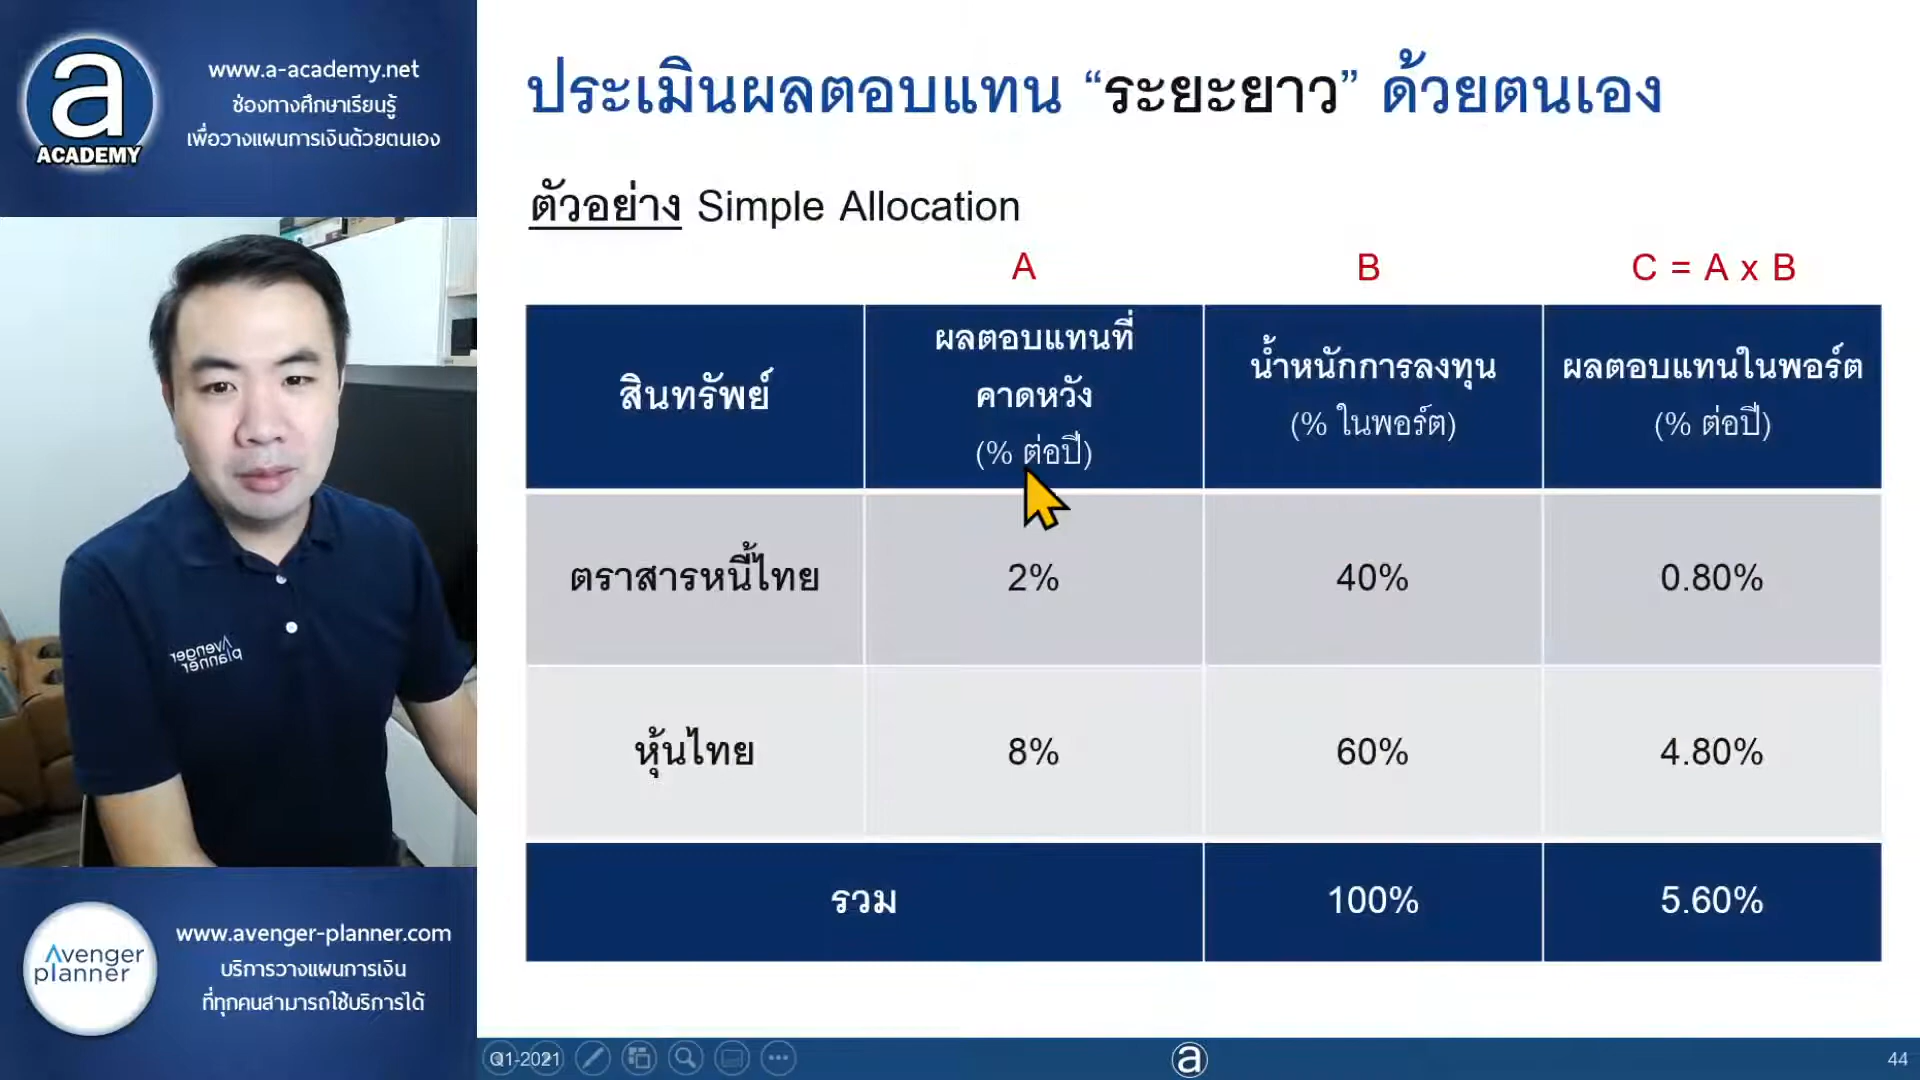 a
ACADEMY
www.a-academy.net
ช่องทางศึกษาเรียนรู้
เพื่อวางแผนการเงินด้วยตนเอง
ประเมินผลตอบแทน “ระยะยาว” ด้วยตนเอง
ตัวอย่าง Simple Allocation
A B C = A x B
สินทรัพย์
ผลตอบแทนที่
คาดหวัง
(% ต่อปี)
น้ำหนักการลงทุน
(% ในพอร์ต)
ผลตอบแทนในพอร์ต
(% ต่อปี)
ตราสารหนี้ไทย 2% 40% 0.80%
หุ้นไทย 8% 60% 4.80%
รวม 100% 5.60%
Avenger
planner
Avenger
planner
www.avenger-planner.com
บริการวางแผนการเงิน
ที่ทุกคนสามารถใช้บริการได้
Q1-2021
a
44